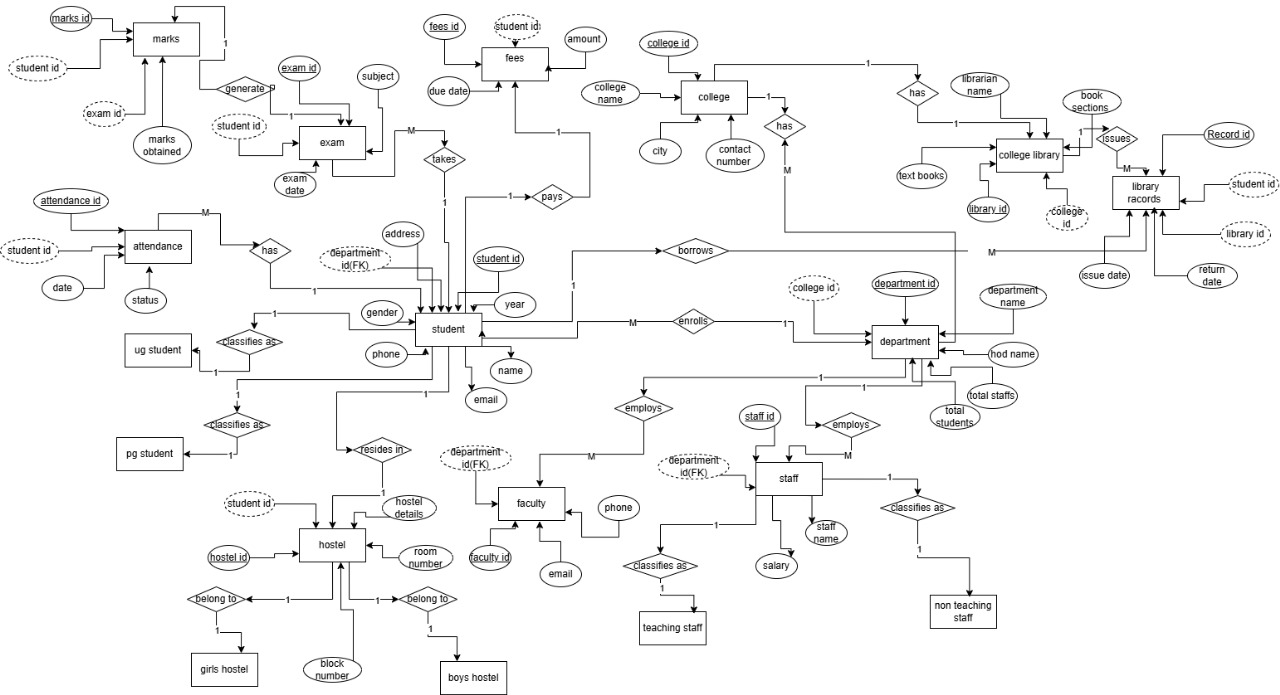 marks id
marks
student id
exam id
marks
obtained
1
generate
exam id
subject
student id
1
exam
exam
date
M
takes
1
fees id
student id
amount
fees
due date
1
pays
1
college id
college
name
college
city
contact
number
1
has
M
1
has
1
librarian
name
book
sections
college library
text books
library id
college
id
1
issues
M
Record id
library
racords
student id
library id
issue date
return
date
attendance id
student id
attendance
date
status
M
has
1
address
department
id(FK)
student id
year
gender
student
phone
name
email
borrows
M
1
M
enrolls
1
college id
department id
department
name
department
hod name
total staffs
total
students
1
classifies as
ug student
1
1
classifies as
pg student
1
1
resides in
1
student id
hostel
details
hostel
hostel id
room
number
belong to
1
1
belong to
1
1
girls hostel
block
number
boys hostel
1
employs
M
department
id(FK)
faculty
phone
faculty id
email
1
employs
M
staff id
department
id(FK)
staff
1
classifies as
staff
name
salary
1
classifies as
1
teaching staff
1
non teaching
staff